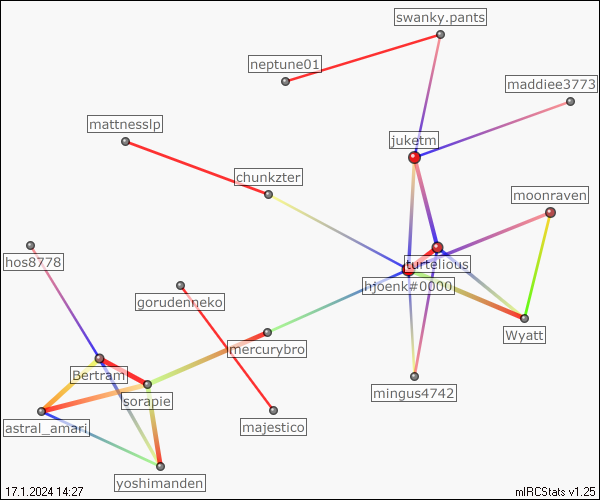 swanky.pants
neptune01
maddiee3773
mattnesslp
juketm
chunkzter
moonraven
hos8778
turtelious
hjoenk#0000
gorudenneko
Wyatt
mercurybro
Bertram
mingus4742
sorapie
astral_amari
majestico
yoshimanden
17.1.2024 14:27
mIRCStats v1.25